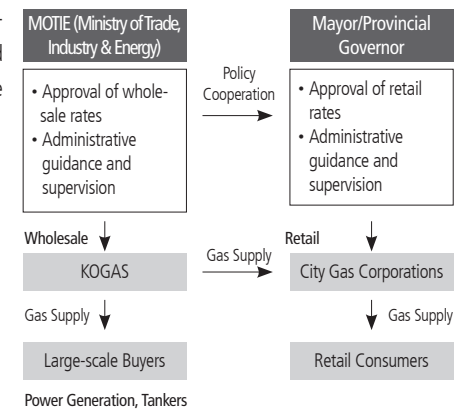 MOTIE (Ministry of Trade,
Industry & Energy)
• Approval of whole-
sale rates
• Administrative
guidance and
supervision
Policy
Cooperation
Mayor/Provincial
Governor
• Approval of retail
rates
• Administrative
guidance and
supervision
Wholesale
Retail
KOGAS
Gas Supply
City Gas Corporations
Gas Supply
Gas Supply
Large-scale Buyers
Retail Consumers
Power Generation, Tankers